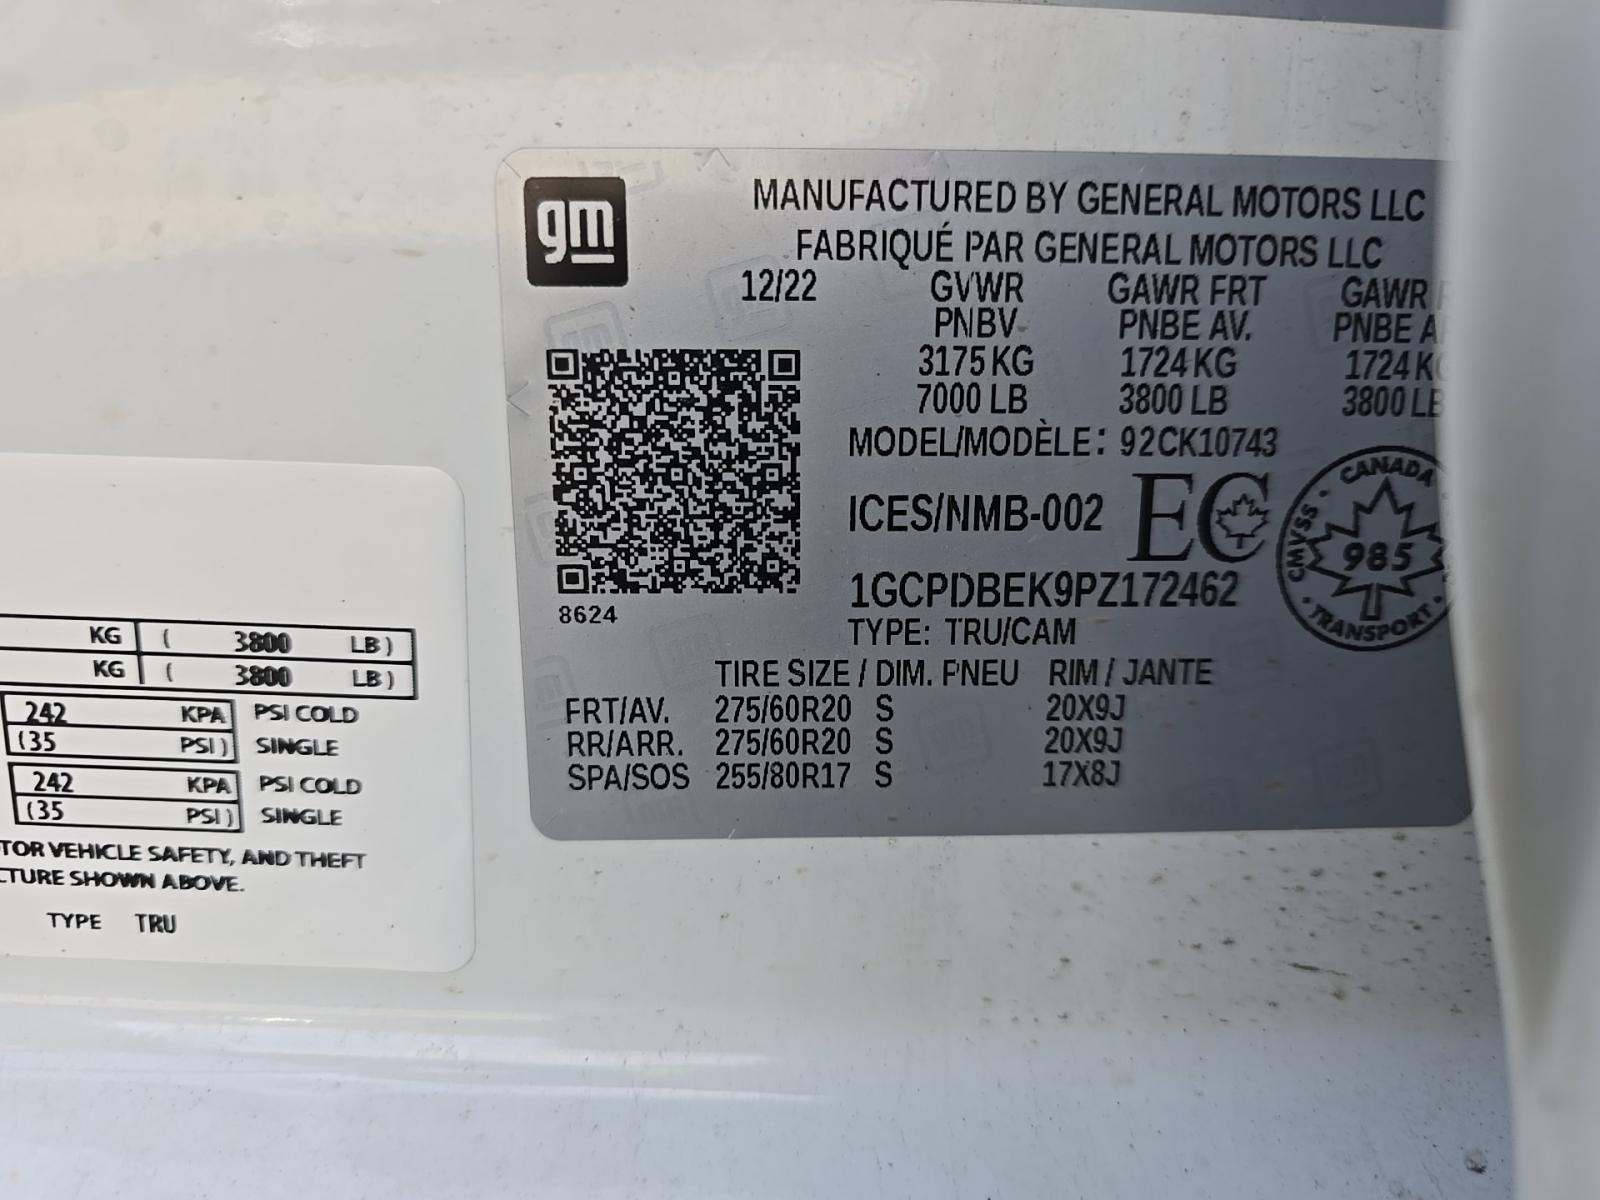 gm
MANUFACTURED BY GENERAL MOTORS LLC
FABRIQUÉ PAR GENERAL MOTORS LLC
12/22 GVWR GAWR FRT GAWR
PNBV PNBE AV. PNBE A
3175 KG 1724 KG 1724 K
7000 LB 3800 LB 3800 LB
MODEL/MODÈLE: 92CK10743
ICES/NMB-002 EC
CANADA
CMVSS
985
TRANSPORT
1GCPDBEK9PZ172462
8624
TYPE: TRU/CAM
TIRE SIZE / DIM. PNEU RIM / JANTE
FRT/AV. 275/60R20 S 20X9J
RR/ARR. 275/60R20 S 20X9J
SPA/SOS 255/80R17 S 17X8J
KG ( 3800 LB)
KG ( 3800 LB)
242 KPA PSI COLD
(35 PSI) SINGLE
242 KPA PSI COLD
(35 PSI) SINGLE
TOR VEHICLE SAFETY, AND THEFT
CTURE SHOWN ABOVE.
TYPE TRU